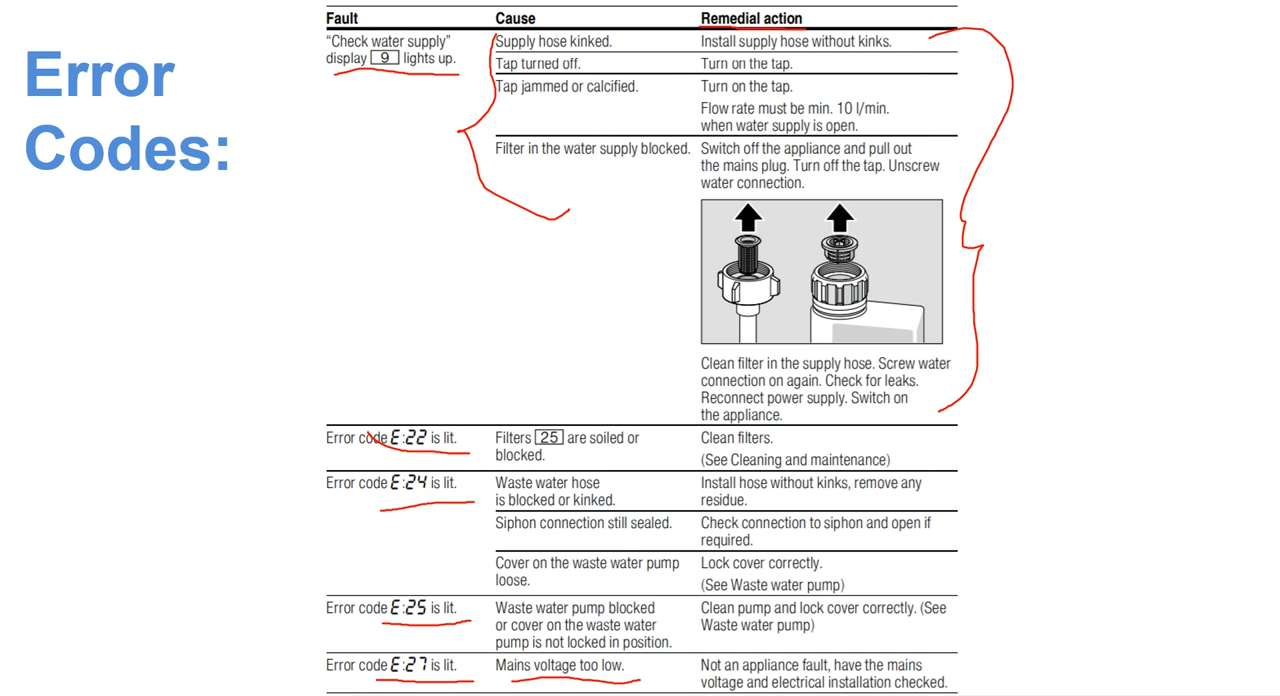 Error
Codes:
Fault Cause Remedial action
"Check water supply" Supply hose kinked. Install supply hose without kinks.
display 9 lights up.
Tap turned off. Turn on the tap.
Tap jammed or calcified. Turn on the tap.
Flow rate must be min. 10 l/min.
when water supply is open.
Filter in the water supply blocked. Switch off the appliance and pull out
the mains plug. Turn off the tap. Unscrew
water connection.
Clean filter in the supply hose. Screw water
connection on again. Check for leaks.
Reconnect power supply. Switch on
the appliance.
Error code E:22 is lit. Filters 25 are soiled or Clean filters.
blocked.
(See Cleaning and maintenance)
Error code E:24 is lit. Waste water hose Install hose without kinks, remove any
is blocked or kinked. residue.
Siphon connection still sealed. Check connection to siphon and open if
required.
Cover on the waste water pump Lock cover correctly.
loose.
(See Waste water pump)
Error code E:25 is lit. Waste water pump blocked Clean pump and lock cover correctly. (See
or cover on the waste water Waste water pump)
pump is not locked in position.
Error code E:27 is lit. Mains voltage too low. Not an appliance fault, have the mains
voltage and electrical installation checked.